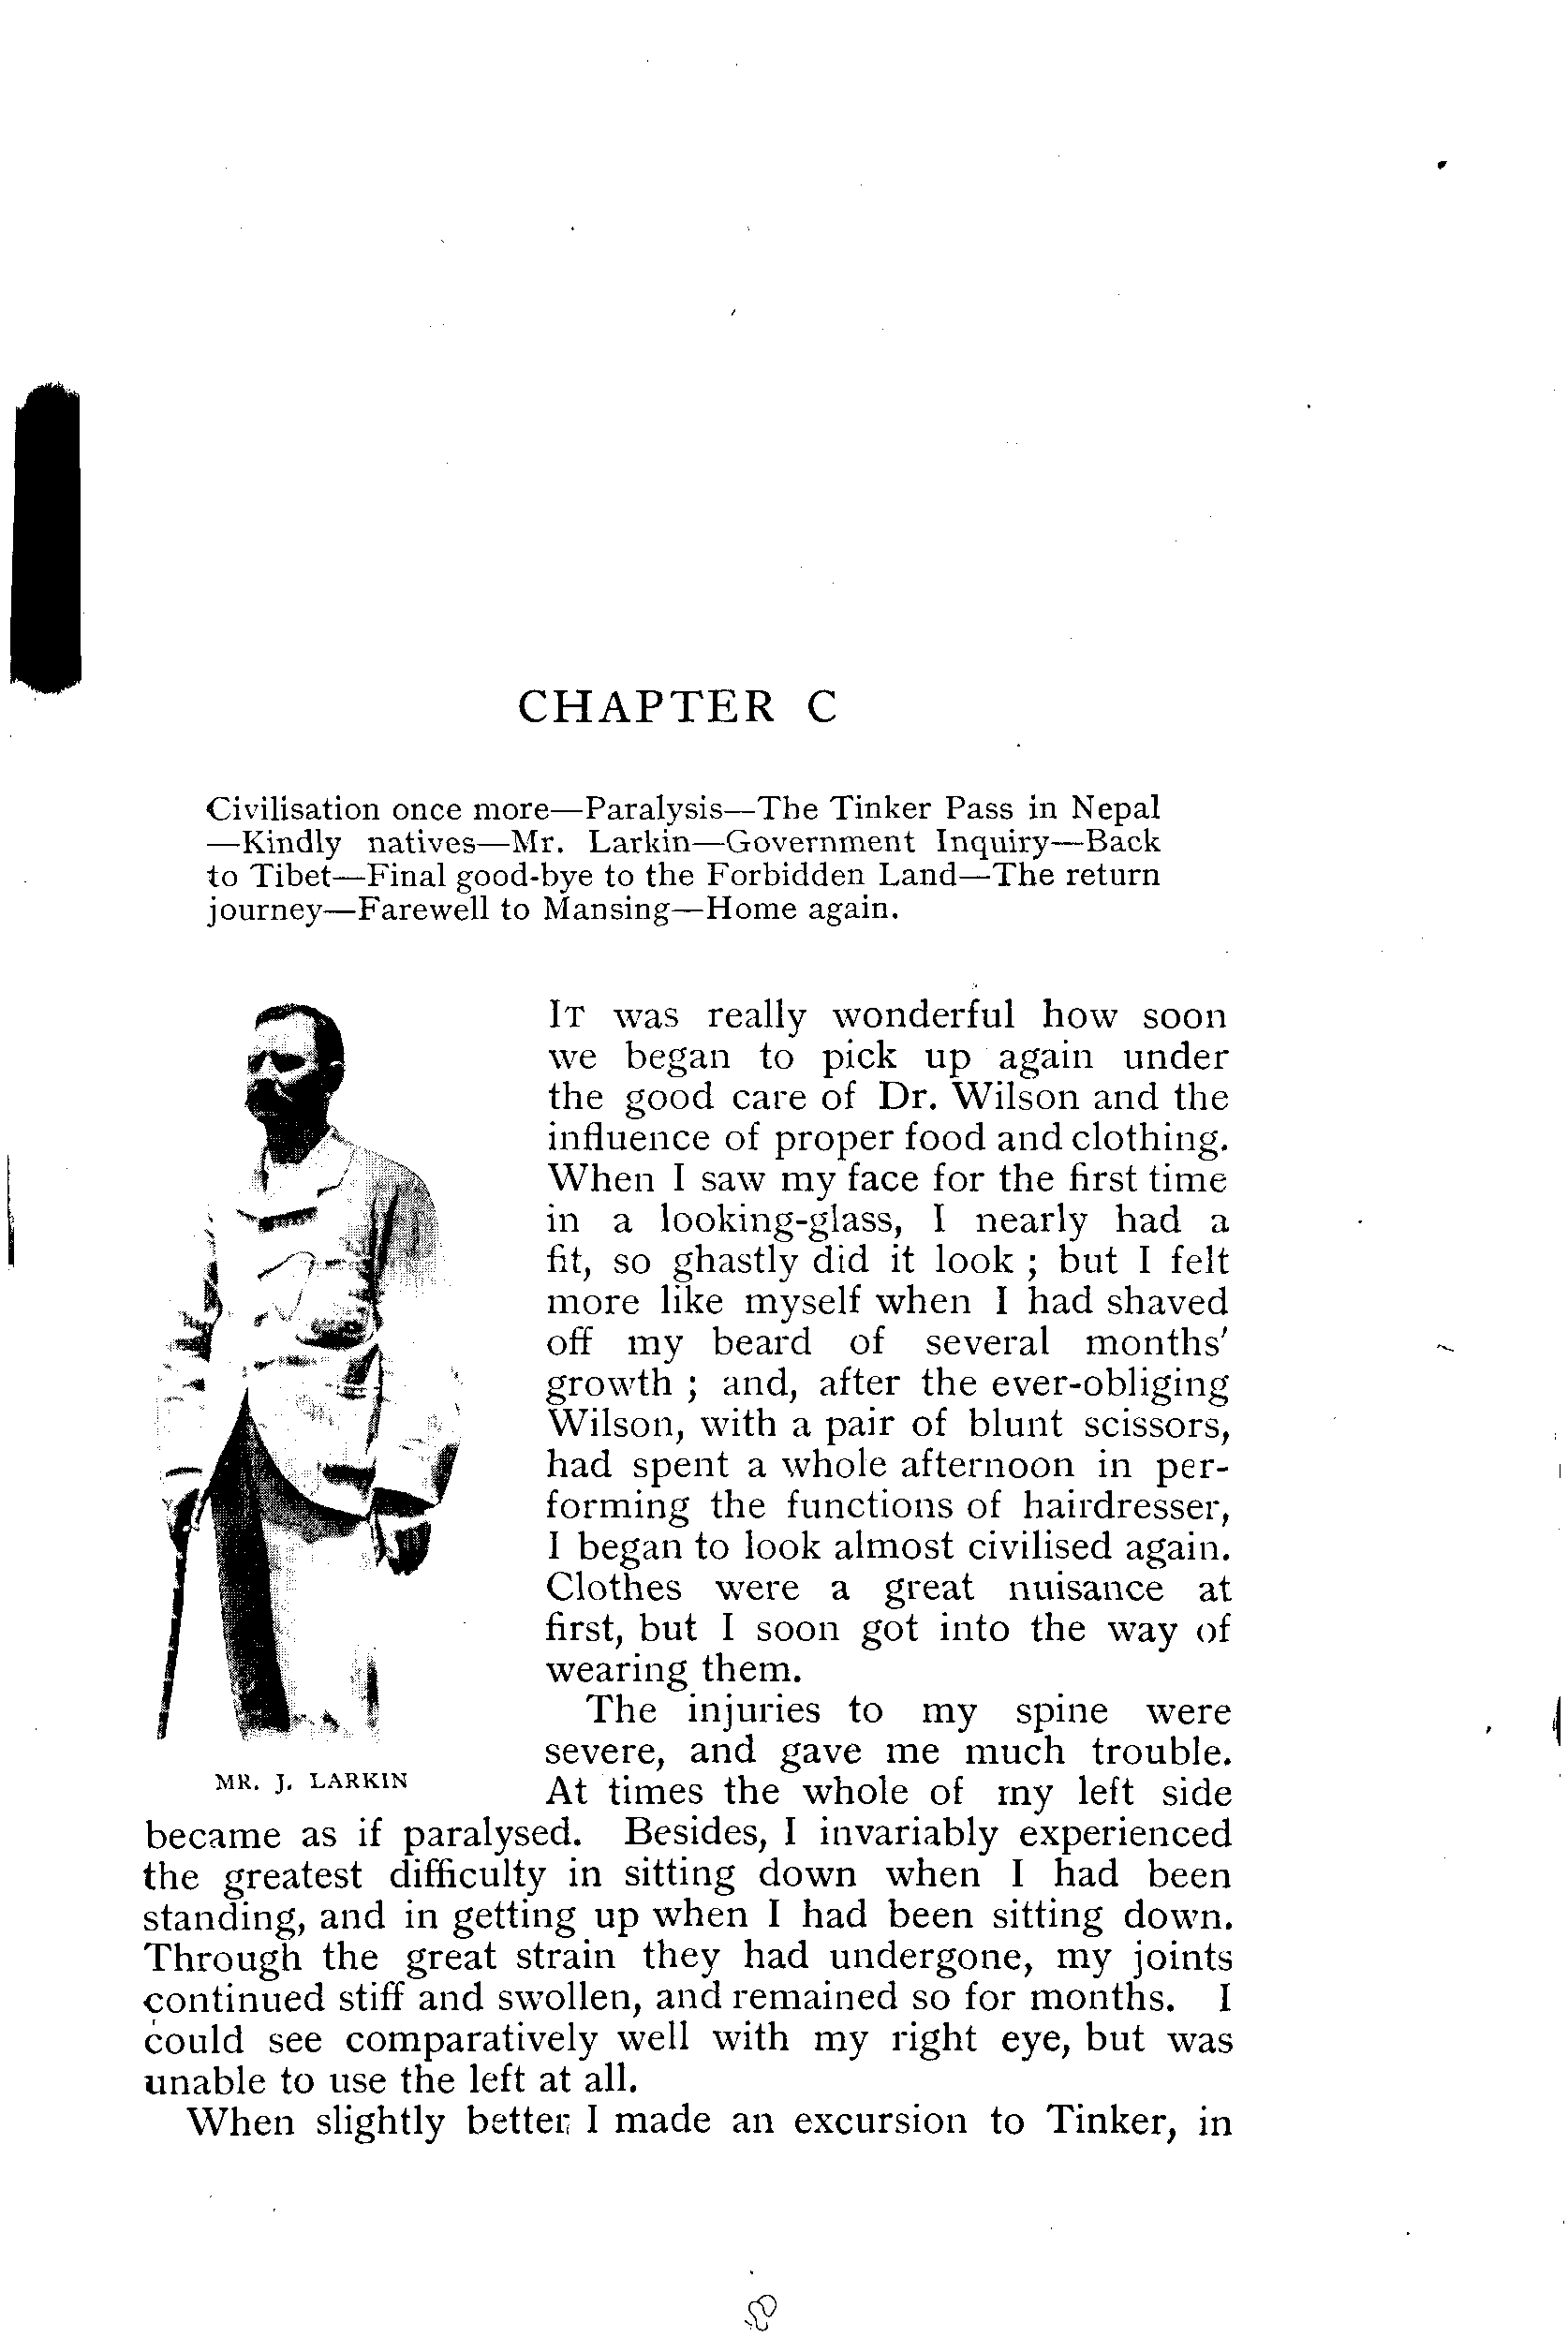 CHAPTER C
Civilisation once more—Paralysis—The Tinker Pass in Nepal
—Kindly natives—Mr. Larkin—Government Inquiry—Back
to Tibet—Final good-bye to the Forbidden Land—The return
journey—Farewell to Mansing—Home again.
IT was really wonderful how soon
we began to pick up again under
the good care of Dr. Wilson and the
influence of proper food and clothing.
When I saw my face for the first time
in a looking-glass, I nearly had a
fit, so ghastly did it look ; but I felt
more like myself when I had shaved
off my beard of several months'
growth ; and, after the ever-obliging
Wilson, with a pair of blunt scissors,
had spent a whole afternoon in per-
forming the functions of hairdresser,
I began to look almost civilised again.
Clothes were a great nuisance at
first, but I soon got into the way of
wearing them.
The injuries to my spine were
severe, and gave me much trouble.
MR. J. LARKIN
At times the whole of my left side
became as if paralysed. Besides, I invariably experienced
the greatest difficulty in sitting down when I had been
standing, and in getting up when I had been sitting down.
Through the great strain they had undergone, my joints
continued stiff and swollen, and remained so for months. I
could see comparatively well with my right eye, but was
unable to use the left at all.
When slightly better I made an excursion to Tinker, in